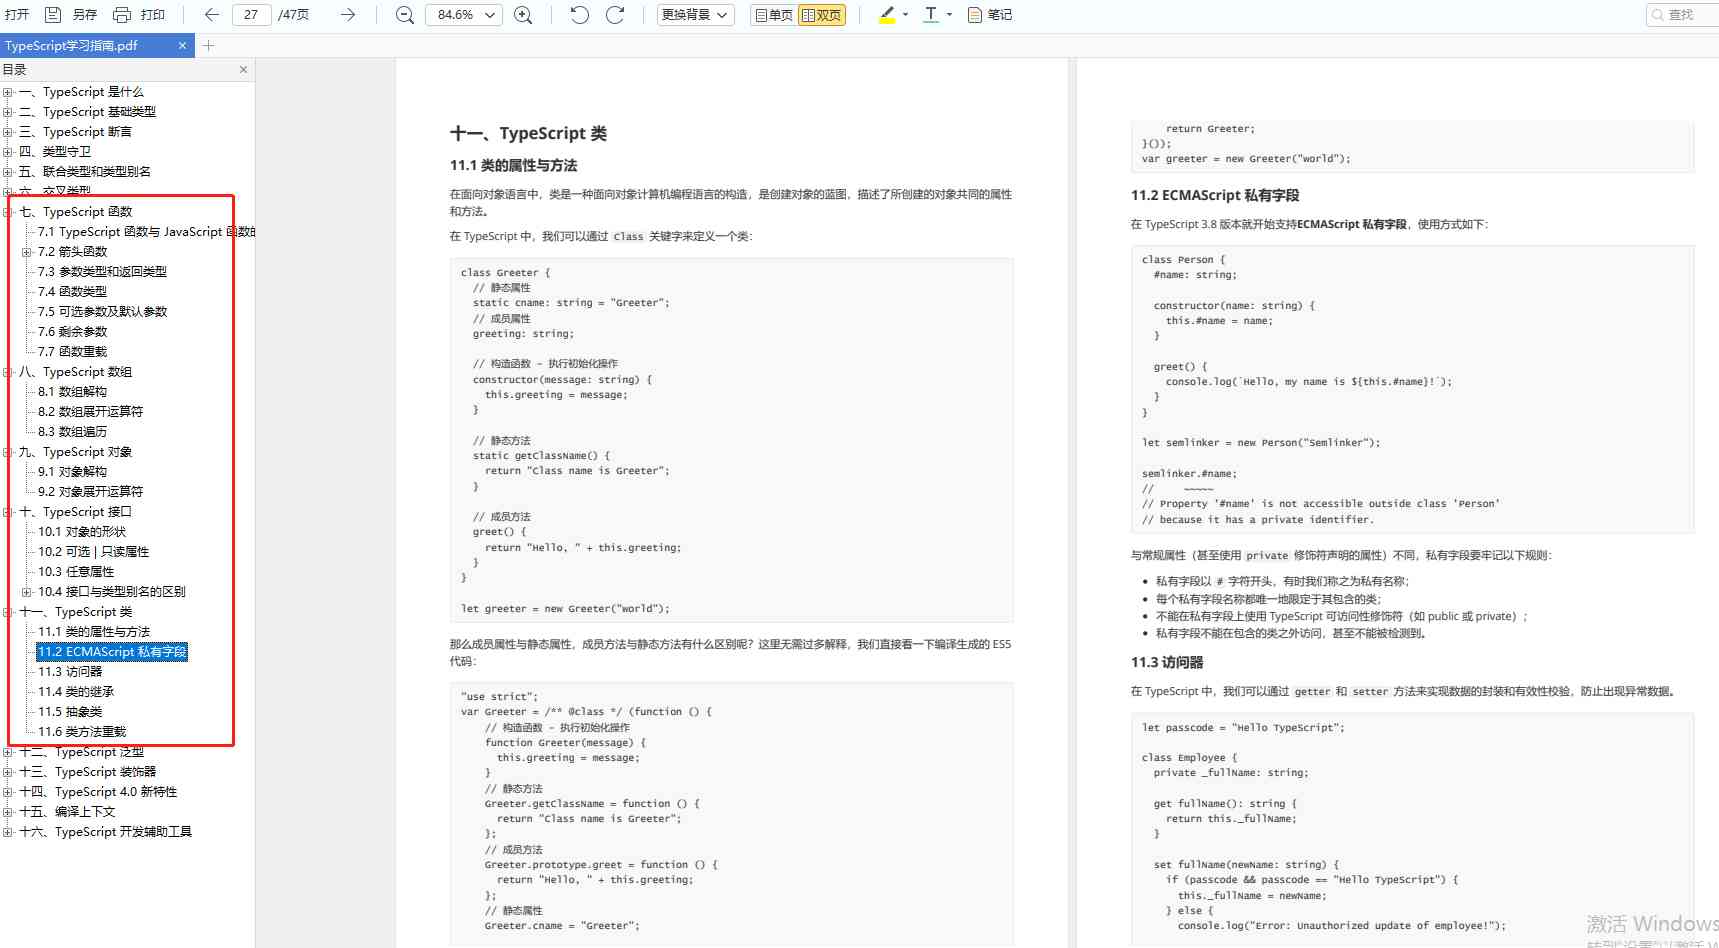 打开 另存 打印 27 /47页 84.6% 更换背景 单页 双页 T 笔记 查找
TypeScript学习指南.pdf × +
目录 ×
一、TypeScript 是什么
二、TypeScript 基础类型
三、TypeScript 断言
四、类型守卫
五、联合类型和类型别名
六、交叉类型
七、TypeScript 函数
7.1 TypeScript 函数与 JavaScript 函数的
7.2 箭头函数
7.3 参数类型和返回类型
7.4 函数类型
7.5 可选参数及默认参数
7.6 剩余参数
7.7 函数重载
八、TypeScript 数组
8.1 数组解构
8.2 数组展开运算符
8.3 数组遍历
九、TypeScript 对象
9.1 对象解构
9.2 对象展开运算符
十、TypeScript 接口
10.1 对象的形状
10.2 可选 | 只读属性
10.3 任意属性
10.4 接口与类型别名的区别
十一、TypeScript 类
11.1 类的属性与方法
11.2 ECMAScript 私有字段
11.3 访问器
11.4 类的继承
11.5 抽象类
11.6 类方法重载
十二、TypeScript 泛型
十三、TypeScript 装饰器
十四、TypeScript 4.0 新特性
十五、编译上下文
十六、TypeScript 开发辅助工具
十一、TypeScript 类
11.1 类的属性与方法
在面向对象语言中，类是一种面向对象计算机编程语言的构造，是创建对象的蓝图，描述了所创建的对象共同的属性
和方法。
在 TypeScript 中，我们可以通过 Class 关键字来定义一个类：
class Greeter {
// 静态属性
static cname: string = "Greeter";
// 成员属性
greeting: string;
// 构造函数 - 执行初始化操作
constructor(message: string) {
this.greeting = message;
}
// 静态方法
static getClassName() {
return "Class name is Greeter";
}
// 成员方法
greet() {
return "Hello, " + this.greeting;
}
}
let greeter = new Greeter("world");
那么成员属性与静态属性，成员方法与静态方法有什么区别呢？这里无需过多解释，我们直接看一下编译生成的 ES5
代码：
"use strict";
var Greeter = /** @class */ (function () {
// 构造函数 - 执行初始化操作
function Greeter(message) {
this.greeting = message;
}
// 静态方法
Greeter.getClassName = function () {
return "Class name is Greeter";
};
// 成员方法
Greeter.prototype.greet = function () {
return "Hello, " + this.greeting;
};
// 静态属性
Greeter.cname = "Greeter";
return Greeter;
}());
var greeter = new Greeter("world");
11.2 ECMAScript 私有字段
在 TypeScript 3.8 版本就开始支持ECMAScript 私有字段，使用方式如下：
class Person {
#name: string;
constructor(name: string) {
this.#name = name;
}
greet() {
console.log(`Hello, my name is ${this.#name}!`);
}
}
let semlinker = new Person("Semlinker");
semlinker.#name;
// ~~~~~
// Property '#name' is not accessible outside class 'Person'
// because it has a private identifier.
与常规属性（甚至使用 private 修饰符声明的属性）不同，私有字段要牢记以下规则：
• 私有字段以 # 字符开头，有时我们称之为私有名称；
• 每个私有字段名称都唯一地限定于其包含的类；
• 不能在私有字段上使用 TypeScript 可访问性修饰符（如 public 或 private）；
• 私有字段不能在包含的类之外访问，甚至不能被检测到。
11.3 访问器
在 TypeScript 中，我们可以通过 getter 和 setter 方法来实现数据的封装和有效性校验，防止出现异常数据。
let passcode = "Hello TypeScript";
class Employee {
private _fullName: string;
get fullName(): string {
return this._fullName;
}
set fullName(newName: string) {
if (passcode && passcode == "Hello TypeScript") {
this._fullName = newName;
} else {
console.log("Error: Unauthorized update of employee!");
激活 Windows